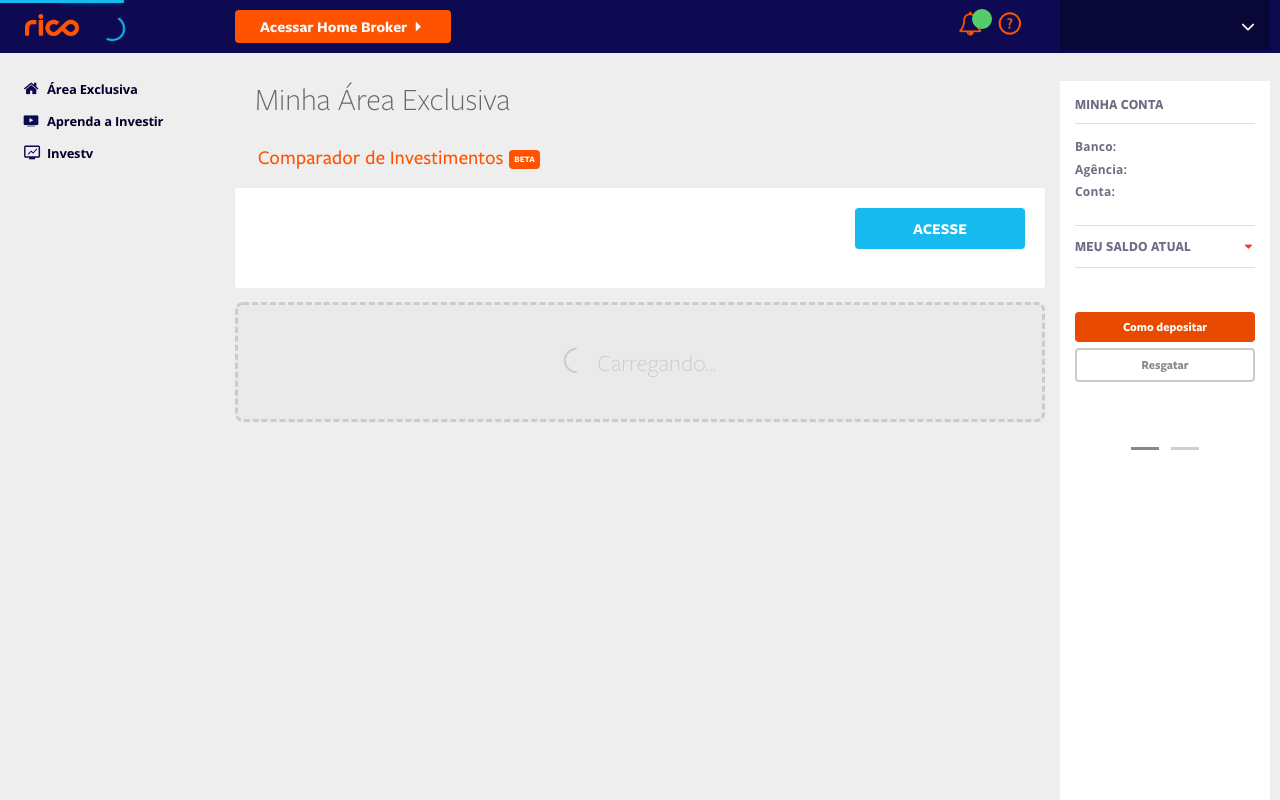 rico
Acessar Home Broker
?
Área Exclusiva
Aprenda a Investir
Investv
Minha Área Exclusiva
Comparador de Investimentos BETA
ACESSE
Carregando...
MINHA CONTA
Banco:
Agência:
Conta:
MEU SALDO ATUAL
Como depositar
Resgatar